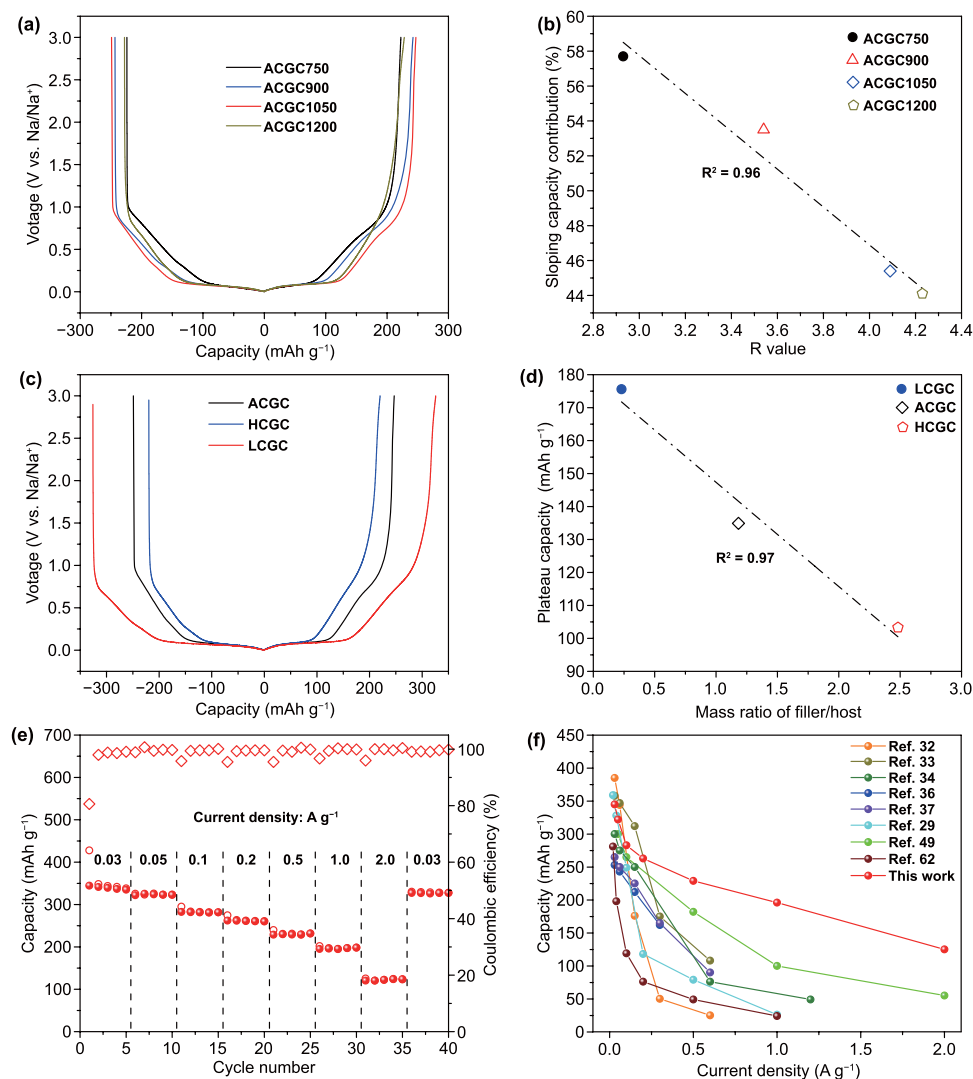 (a)
3.0
2.5
2.0
1.5
1.0
0.5
0.0
Votage (V vs. Na/Na⁺)
ACGC750
ACGC900
ACGC1050
ACGC1200
−300 −200 −100 0 100 200 300
Capacity (mAh g⁻¹)
(b)
60
58
56
54
52
50
48
46
44
Sloping capacity contribution (%)
ACGC750
ACGC900
ACGC1050
ACGC1200
R² = 0.96
2.8 3.0 3.2 3.4 3.6 3.8 4.0 4.2 4.4
R value
(c)
3.0
2.5
2.0
1.5
1.0
0.5
0.0
Votage (V vs. Na/Na⁺)
ACGC
HCGC
LCGC
−300 −200 −100 0 100 200 300
Capacity (mAh g⁻¹)
(d)
180
170
160
150
140
130
120
110
100
90
Plateau capacity (mAh g⁻¹)
LCGC
ACGC
HCGC
R² = 0.97
0.0 0.5 1.0 1.5 2.0 2.5 3.0
Mass ratio of filler/host
(e)
700
600
500
400
300
200
100
0
Capacity (mAh g⁻¹)
Current density: A g⁻¹
0.03 0.05 0.1 0.2 0.5 1.0 2.0 0.03
100
80
60
40
20
0
Coulombic efficiency (%)
0 5 10 15 20 25 30 35 40
Cycle number
(f)
450
400
350
300
250
200
150
100
50
0
Capacity (mAh g⁻¹)
Ref. 32
Ref. 33
Ref. 34
Ref. 36
Ref. 37
Ref. 29
Ref. 49
Ref. 62
This work
0.0 0.5 1.0 1.5 2.0
Current density (A g⁻¹)